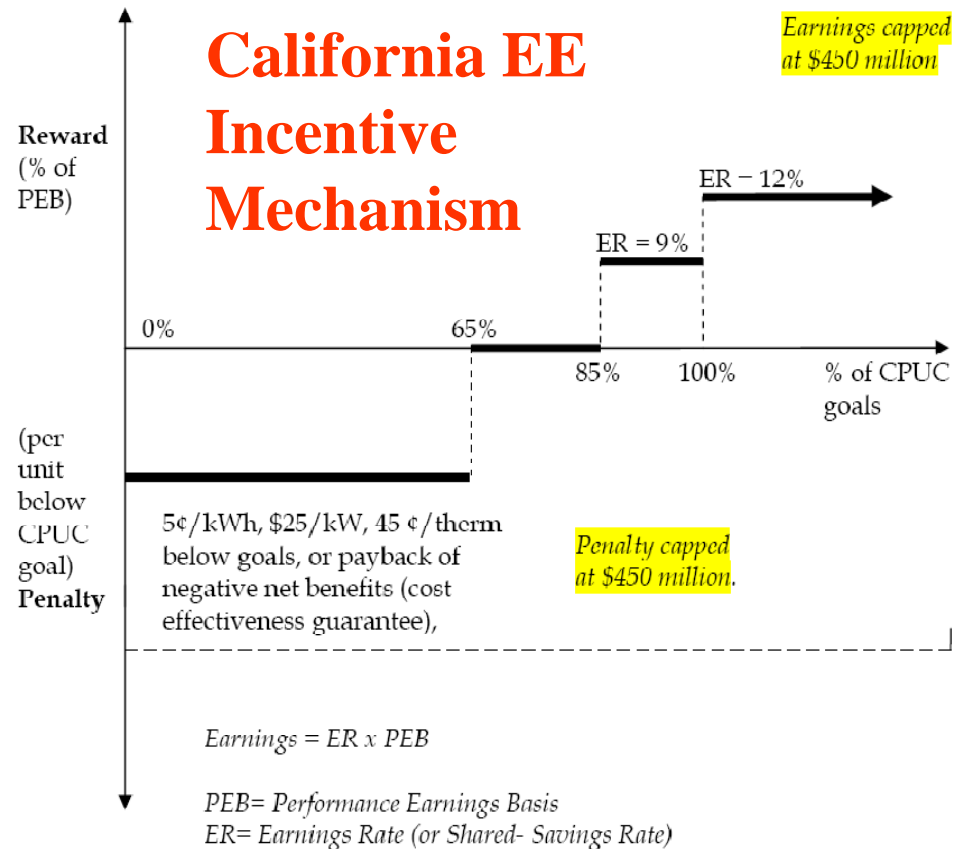 California EE
Incentive
Mechanism
Earnings capped
at $450 million
Reward
(% of
PEB)
ER – 12%
ER = 9%
0%
65%
85%
100%
% of CPUC
goals
(per
unit
below
CPUC
goal)
Penalty
5¢/kWh, $25/kW, 45 ¢/therm
below goals, or payback of
negative net benefits (cost
effectiveness guarantee),
Penalty capped
at $450 million.
Earnings = ER x PEB
PEB= Performance Earnings Basis
ER= Earnings Rate (or Shared- Savings Rate)